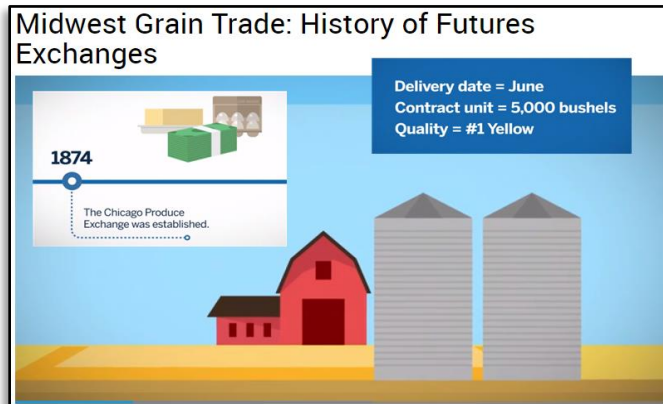 Midwest Grain Trade: History of Futures
Exchanges
Delivery date = June
Contract unit = 5,000 bushels
Quality = #1 Yellow
1874
The Chicago Produce
Exchange was established.